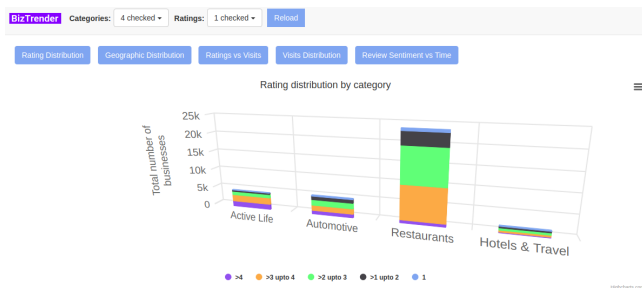 BizTrender Categories: 4 checked Ratings: 1 checked Reload
Rating Distribution Geographic Distribution Ratings vs Visits Visits Distribution Review Sentiment vs Time
Rating distribution by category
Total number of
businesses
25k
20k
15k
10k
5k
0
Active Life Automotive Restaurants Hotels & Travel
>4 >3 upto 4 >2 upto 3 >1 upto 2 1